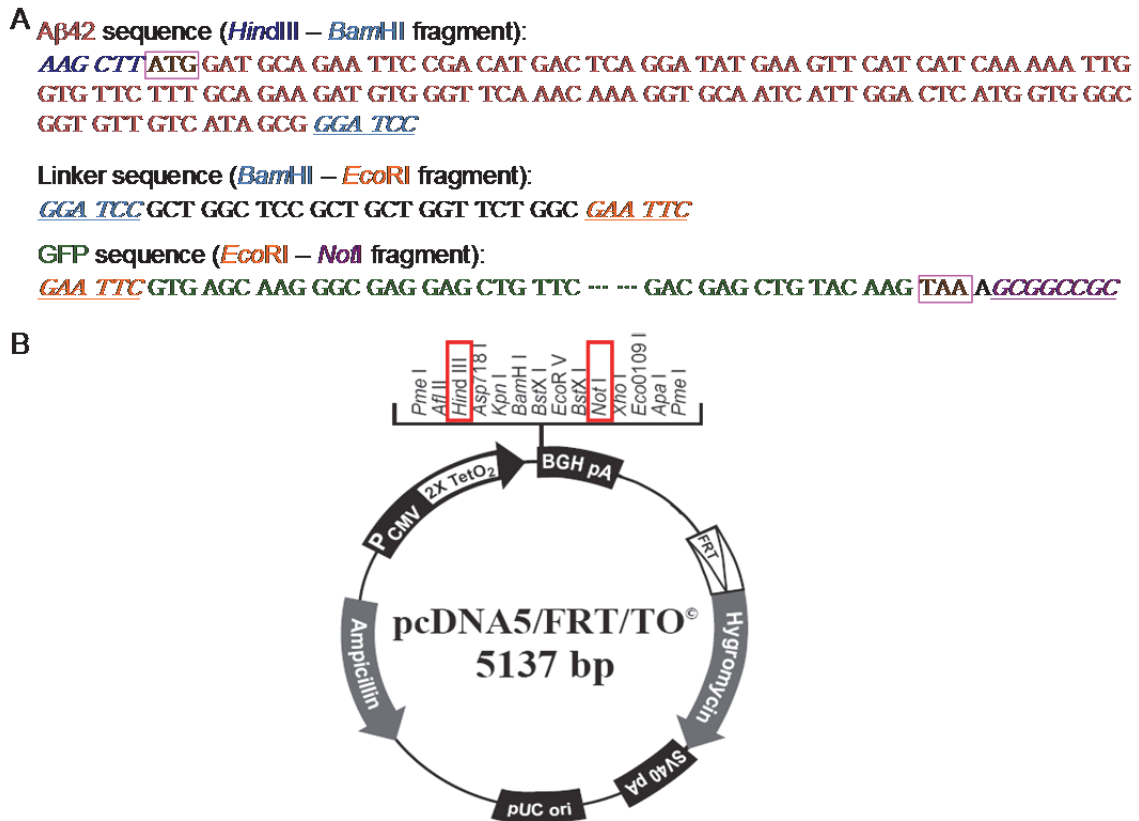 A
Aβ42 sequence (HindIII – BamHI fragment):
AAG CTT ATG GAT GCA GAA TTC CGA CAT GAC TCA GGA TAT GAA GTT CAT CAT CAA AAA TTG
GTG TTC TTT GCA GAA GAT GTG GGT TCA AAC AAA GGT GCA ATC ATT GGA CTC ATG GTG GGC
GGT GTT GTC ATA GCG GGA TCC
Linker sequence (BamHI – EcoRI fragment):
GGA TCC GCT GGC TCC GCT GCT GGT TCT GGC GAA TTC
GFP sequence (EcoRI – NotI fragment):
GAA TTC GTG AGC AAG GGC GAG GAG CTG TTC --- --- GAC GAG CTG TAC AAG TAA AGCGGCCGC
B
Pme I
Afl II
Hind III
Asp718 I
Kpn I
BamH I
BstX I
EcoR V
BstX I
Not I
Xho I
Eco0109 I
Apa I
Pme I
P CMV
2X TetO2
BGH pA
FRT
Hygromycin
SV40 pA
pUC ori
Ampicillin
pcDNA5/FRT/TO©
5137 bp